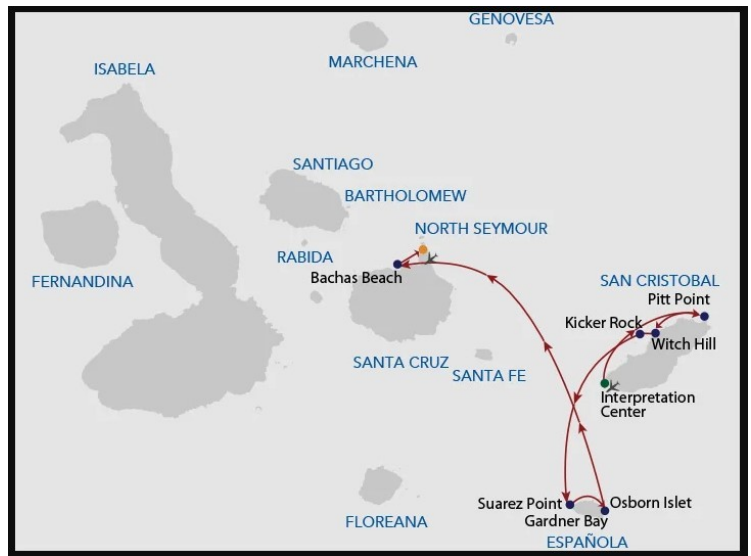 GENOVESA
MARCHENA
ISABELA
SANTIAGO
BARTHOLOMEW
NORTH SEYMOUR
RABIDA
Bachas Beach
FERNANDINA
SAN CRISTOBAL
Pitt Point
Kicker Rock
Witch Hill
SANTA CRUZ
SANTA FE
Interpretation
Center
Suarez Point
Osborn Islet
Gardner Bay
FLOREANA
ESPAÑOLA